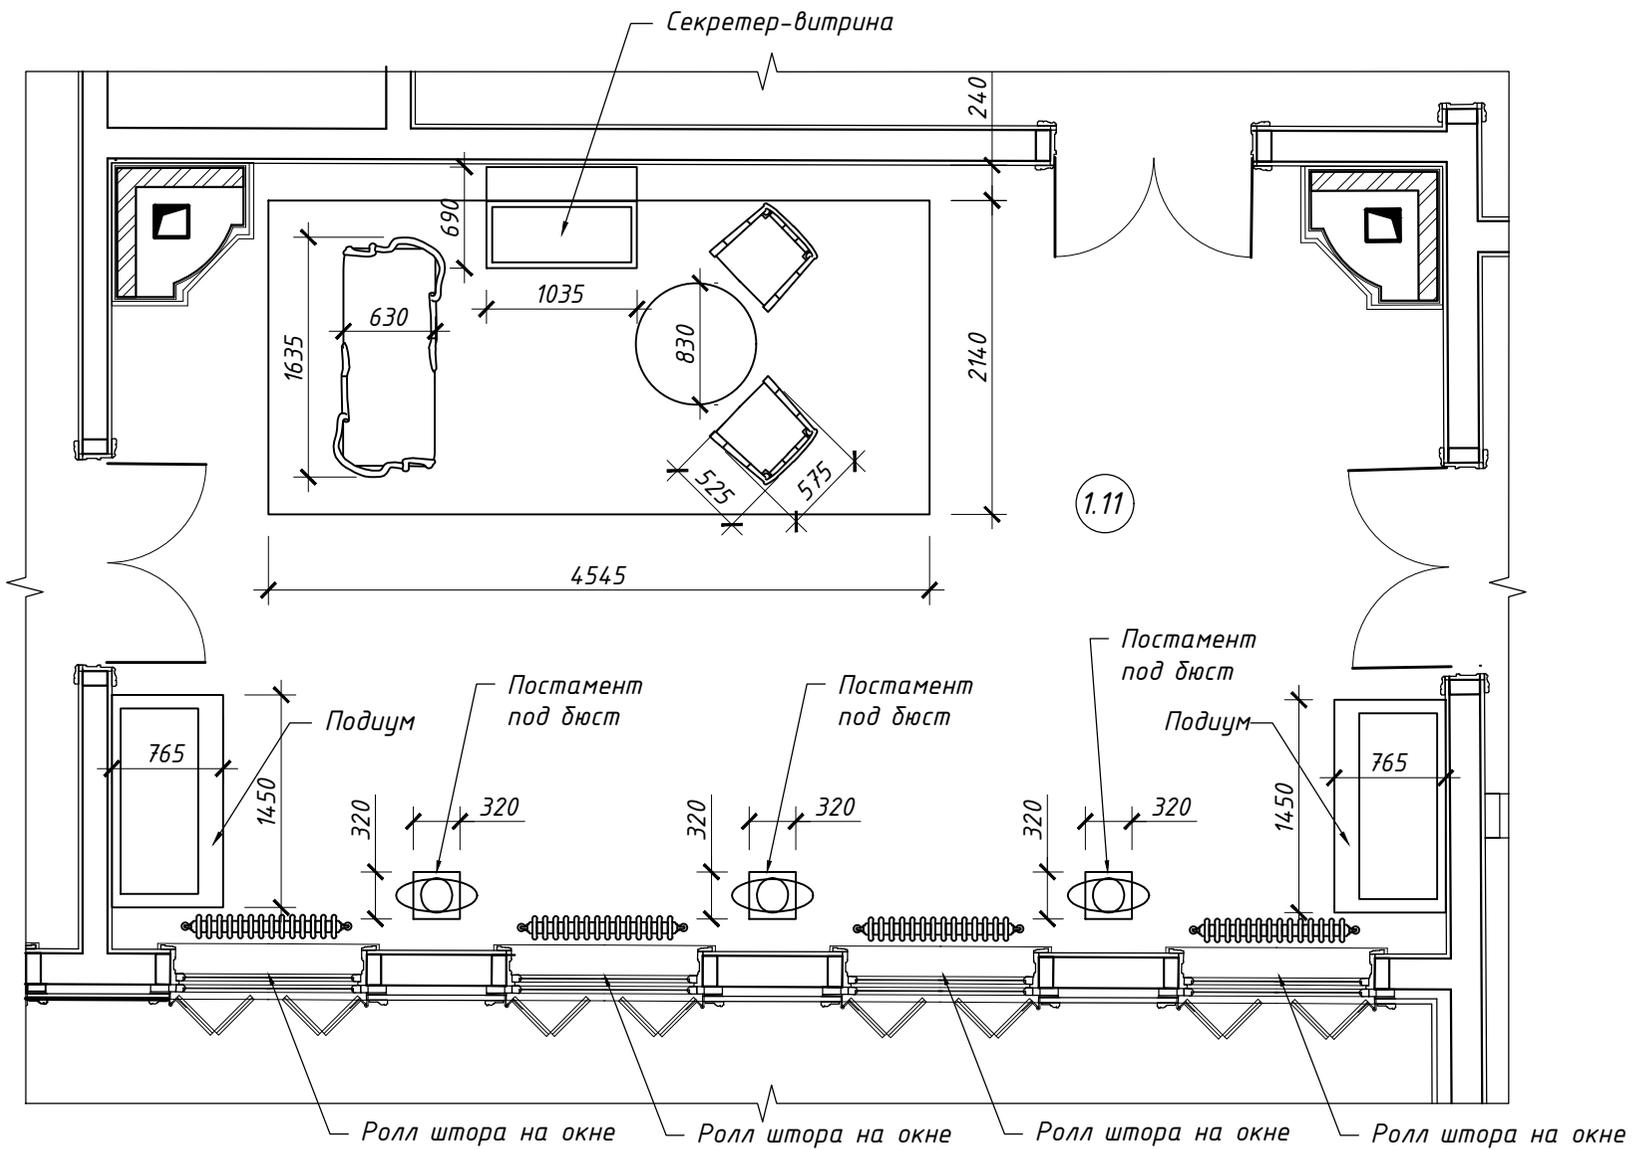 Секретер-витрина
240
690
1035
630
1635
830
2140
525
575
1.11
4545
Постамент
под бюст
Постамент
под бюст
Постамент
под бюст
Подиум
Подиум
765
1450
765
1450
320
320
320
320
320
320
Ролл штора на окне
Ролл штора на окне
Ролл штора на окне
Ролл штора на окне